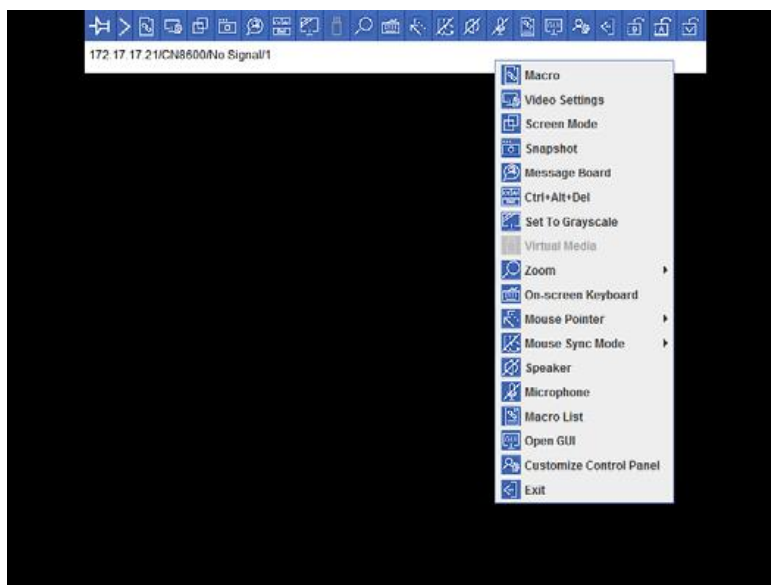 172.17.17.21/CN8600/No Signal/1
Macro
Video Settings
Screen Mode
Snapshot
Message Board
Ctrl+Alt+Del
Set To Grayscale
Virtual Media
Zoom
On-screen Keyboard
Mouse Pointer
Mouse Sync Mode
Speaker
Microphone
Macro List
Open GUI
Customize Control Panel
Exit